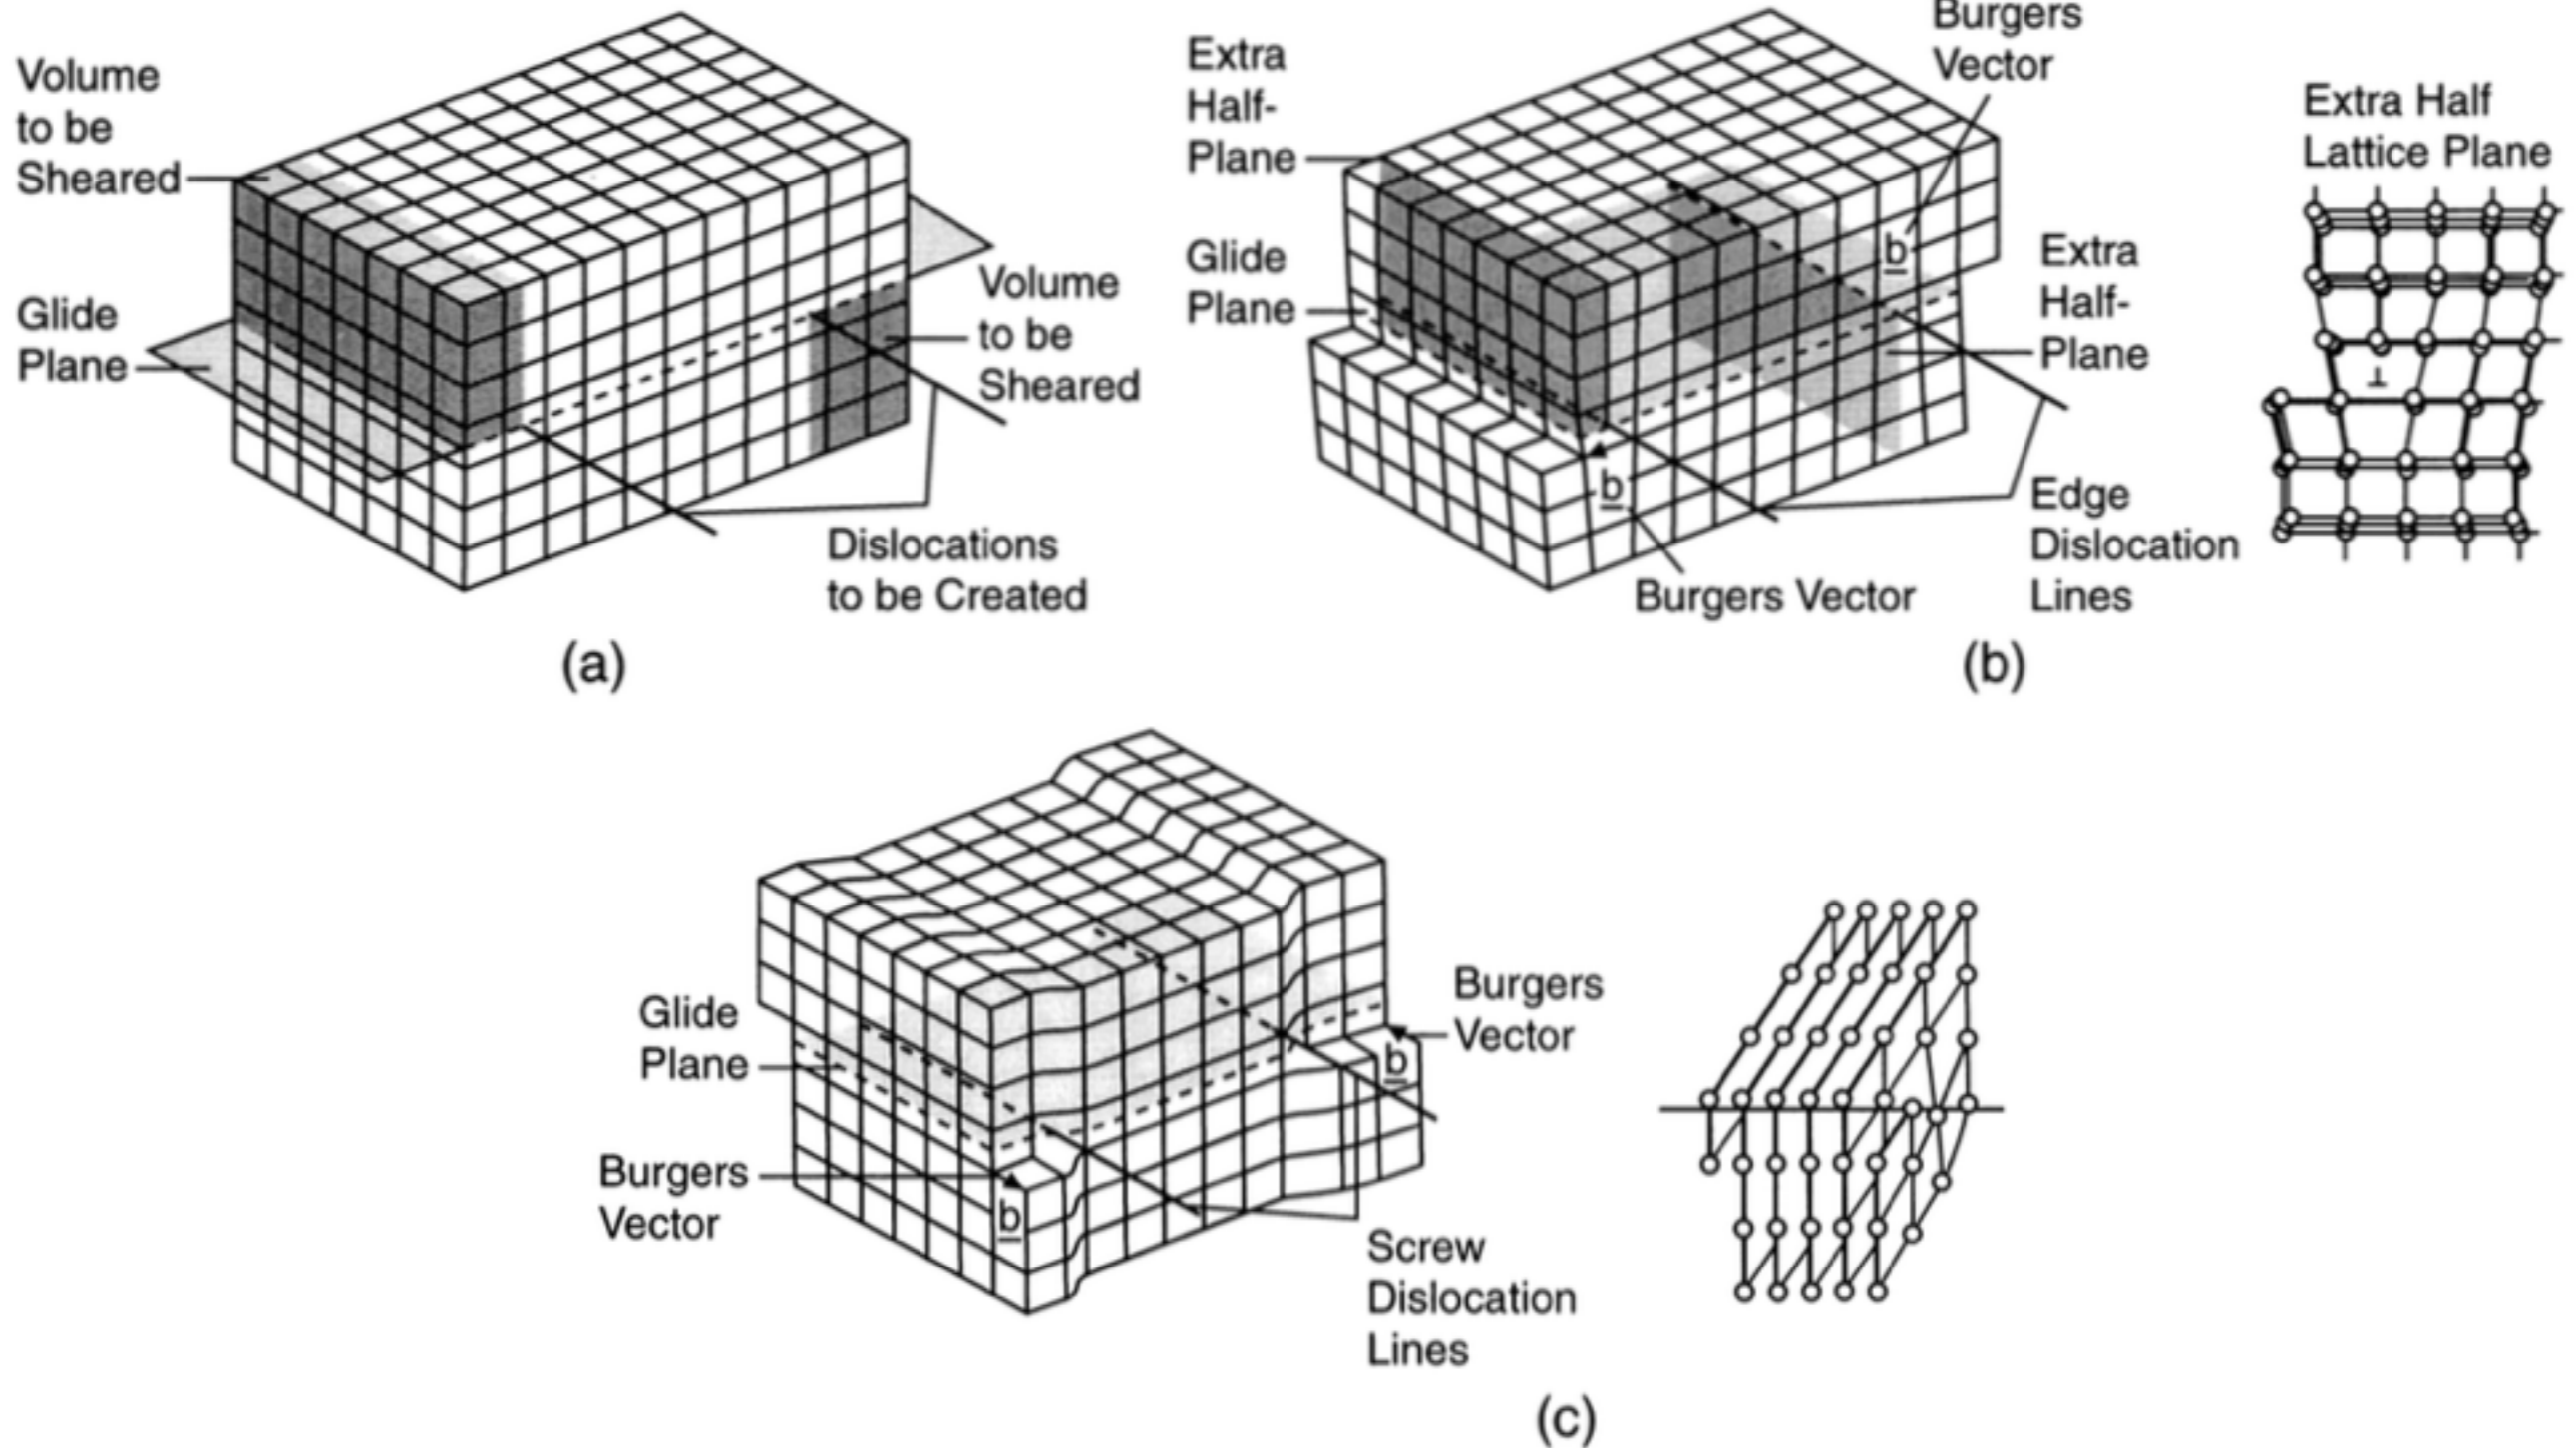 Volume
to be
Sheared
Glide
Plane
Volume
to be
Sheared
Dislocations
to be Created
(a)
Extra
Half-
Plane
Glide
Plane
Burgers
Vector
b
Extra
Half-
Plane
b
Burgers Vector
Edge
Dislocation
Lines
Extra Half
Lattice Plane
⊥
(b)
Glide
Plane
Burgers
Vector
b
Burgers
Vector
b
Screw
Dislocation
Lines
(c)